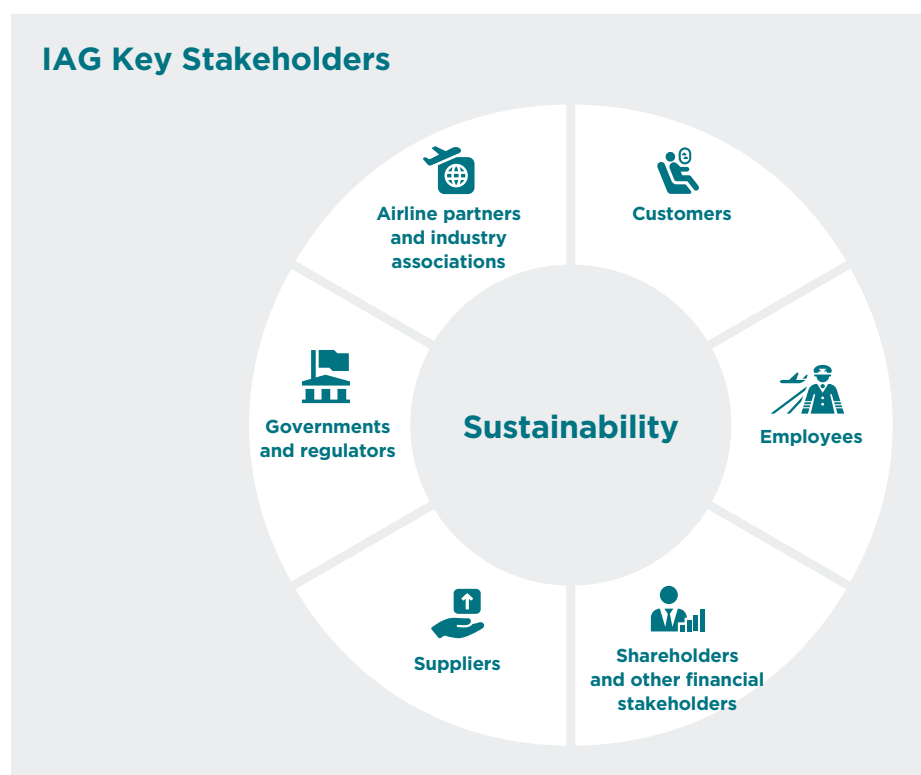 IAG Key Stakeholders
Airline partners
and industry
associations
Customers
Governments
and regulators
Sustainability
Employees
Suppliers
Shareholders
and other financial
stakeholders